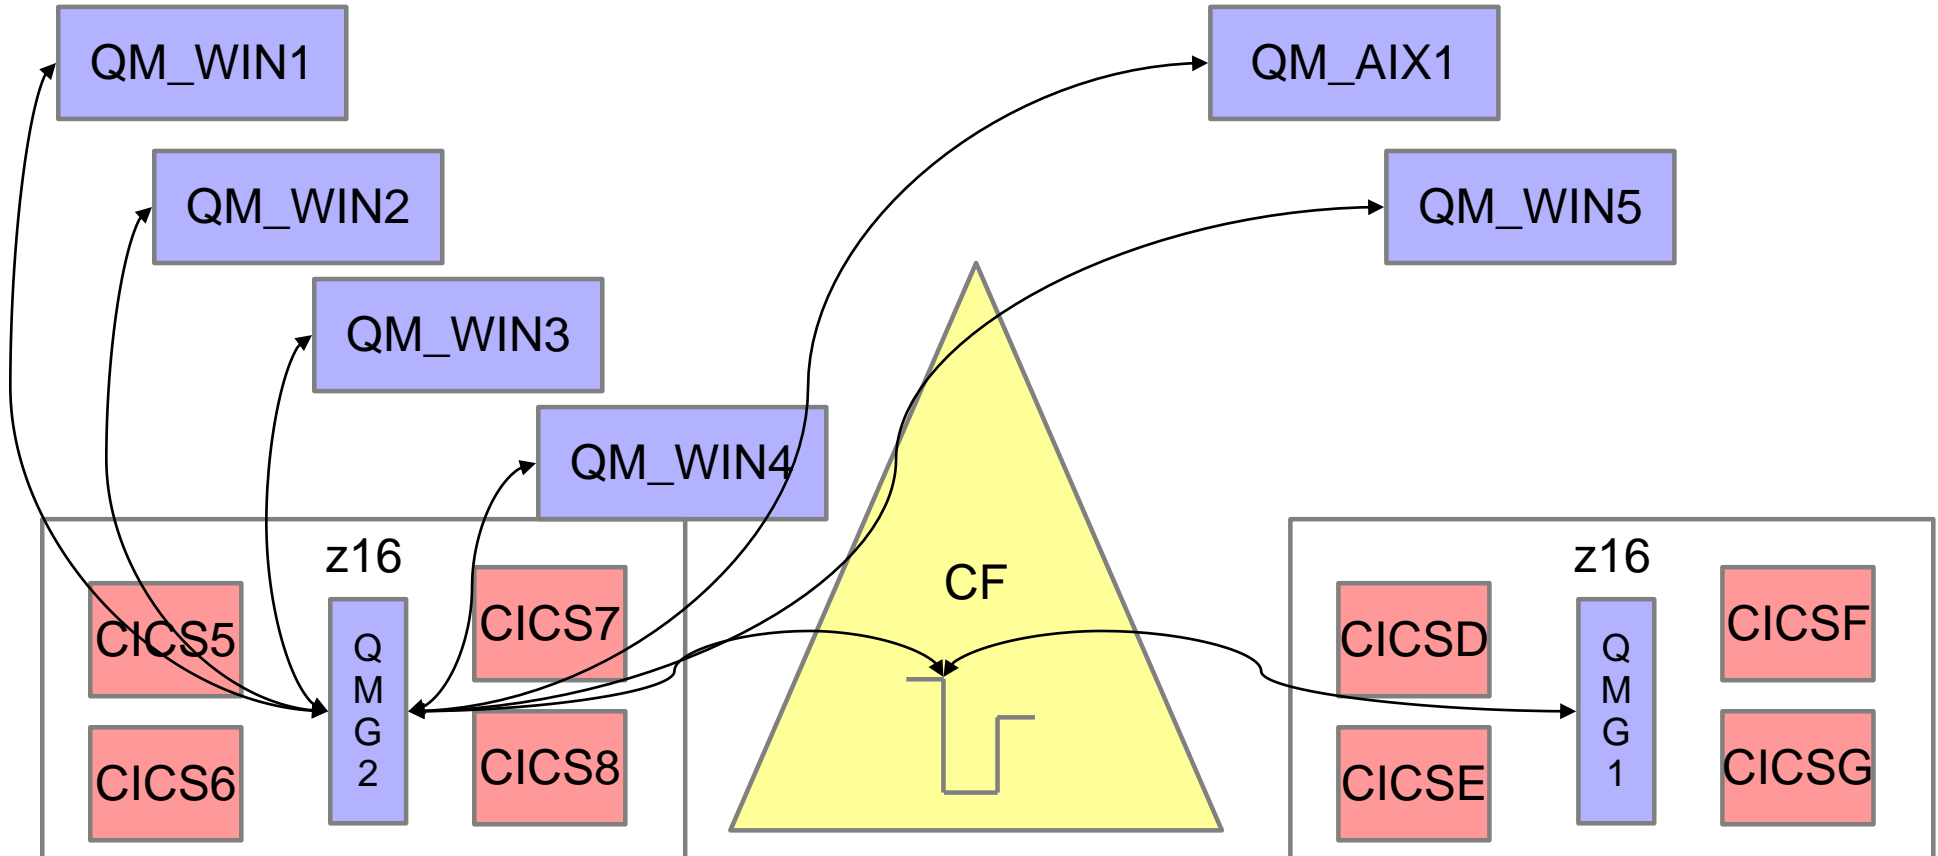 QM_WIN1
QM_AIX1
QM_WIN2
QM_WIN5
QM_WIN3
QM_WIN4
z16
CICS5
CICS7
Q
M
G
2
CICS6
CICS8
CF
z16
CICSD
CICSF
Q
M
G
1
CICSE
CICSG